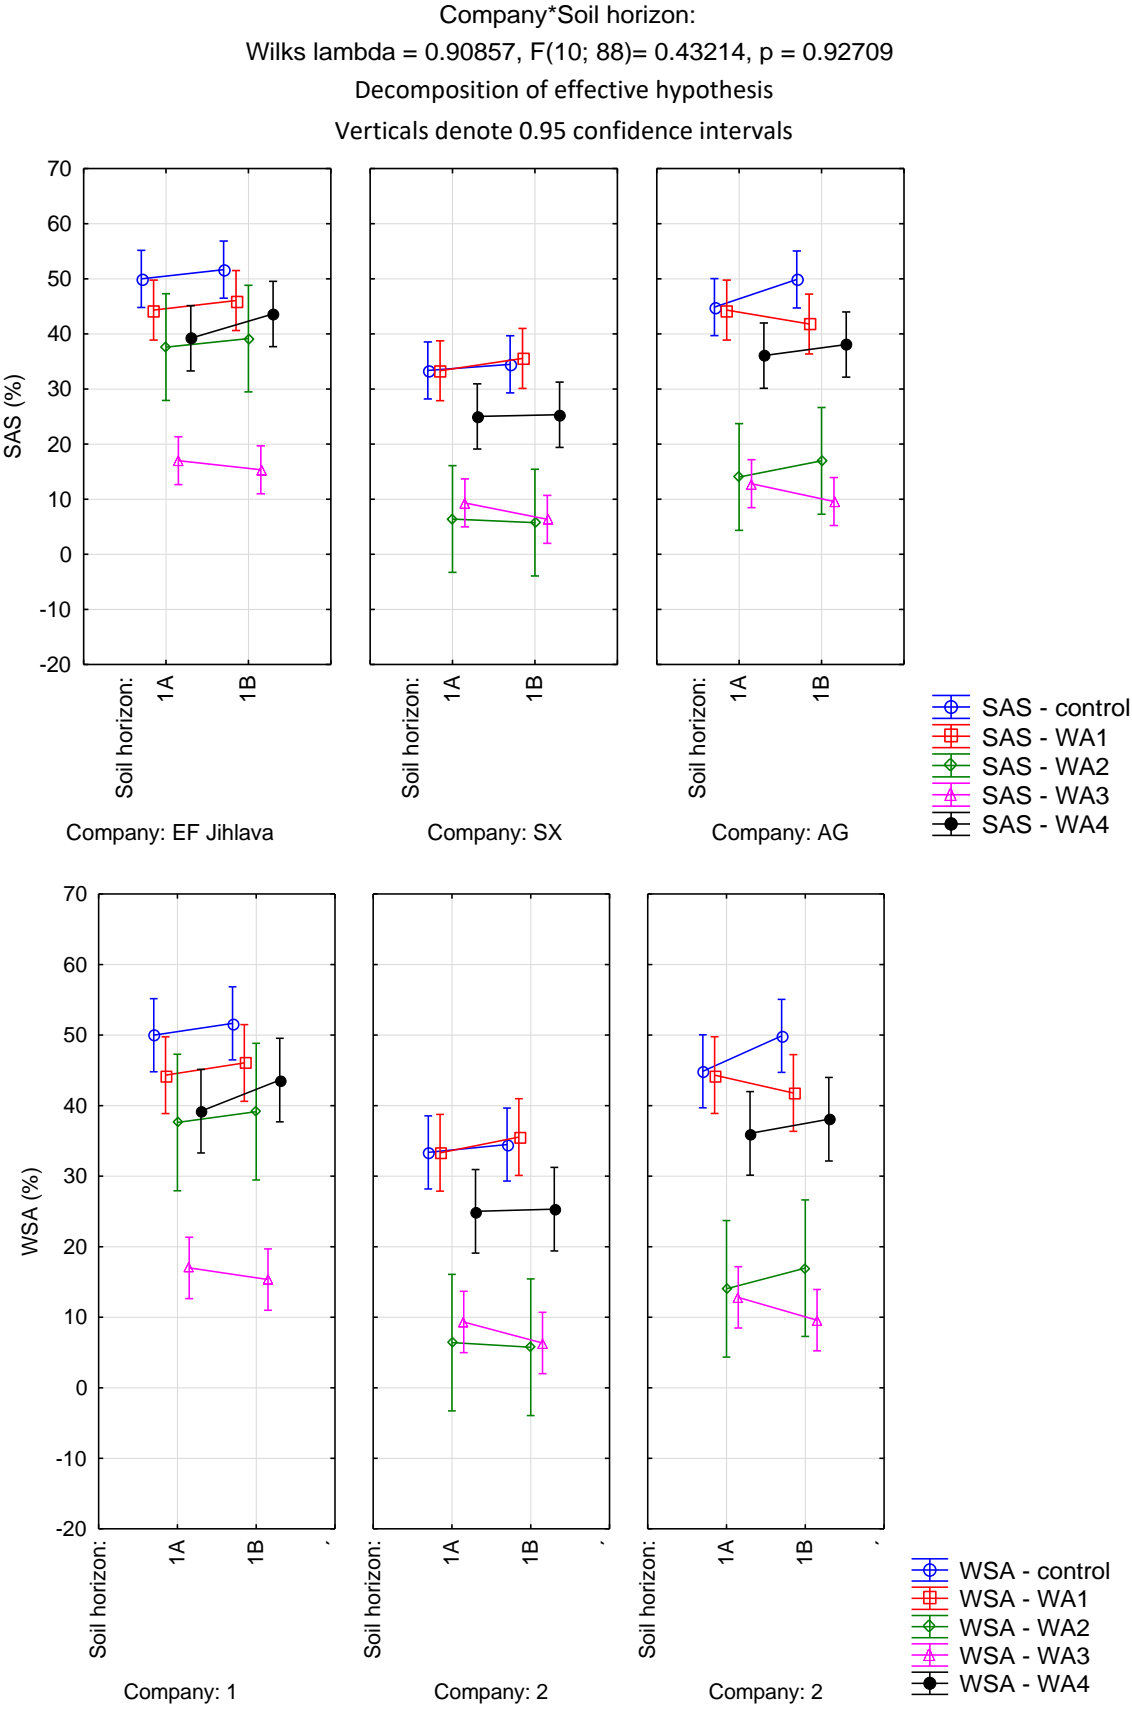 Company*Soil horizon:
Wilks lambda = 0.90857, F(10; 88)= 0.43214, p = 0.92709
Decomposition of effective hypothesis
Verticals denote 0.95 confidence intervals
SAS (%)
70
60
50
40
30
20
10
0
-10
-20
Soil horizon:
1A
1B
Company: EF Jihlava
Soil horizon:
1A
1B
Company: SX
Soil horizon:
1A
1B
Company: AG
SAS - control
SAS - WA1
SAS - WA2
SAS - WA3
SAS - WA4
WSA (%)
70
60
50
40
30
20
10
0
-10
-20
Soil horizon:
1A
1B
Company: 1
Soil horizon:
1A
1B
Company: 2
Soil horizon:
1A
1B
Company: 2
WSA - control
WSA - WA1
WSA - WA2
WSA - WA3
WSA - WA4